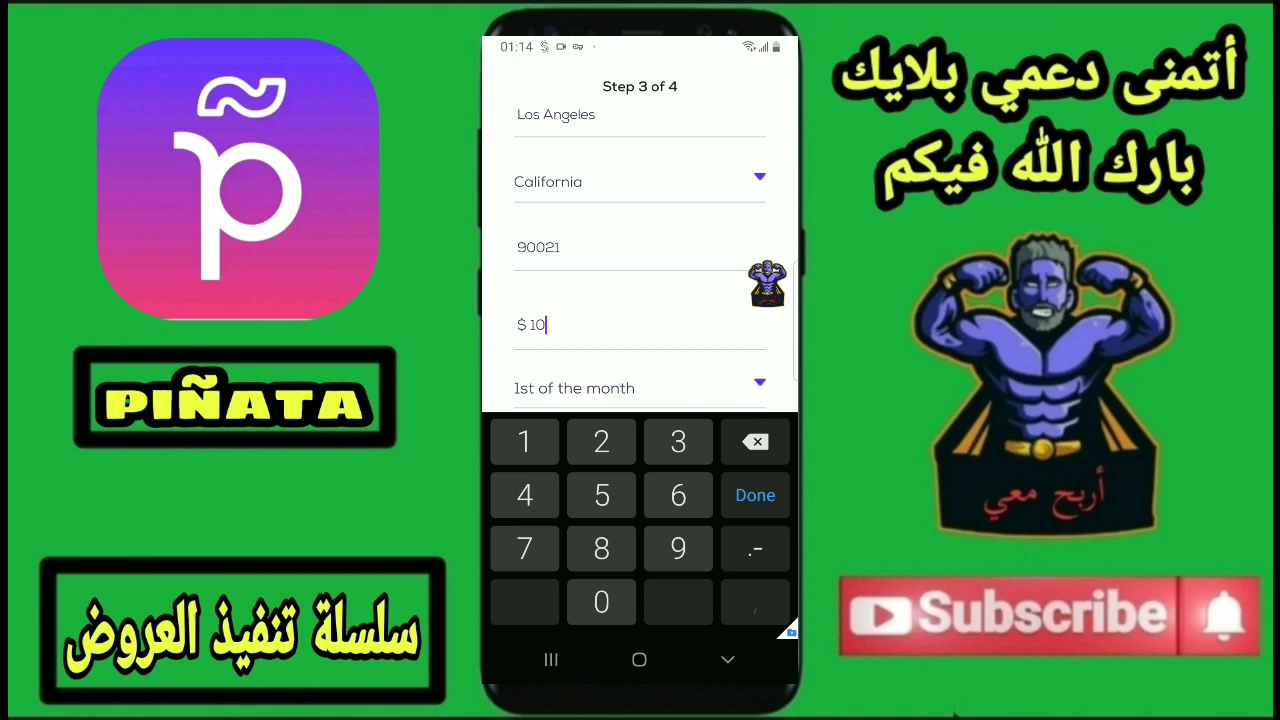 p̃
PIÑATA
سلسلة تنفيذ العروض
01:14
Step 3 of 4
Los Angeles
California
90021
$ 10
1st of the month
1 2 3
4 5 6 Done
7 8 9 .-
0 ,
أتمنى دعمي بلايك
بارك الله فيكم
أربح معي
Subscribe